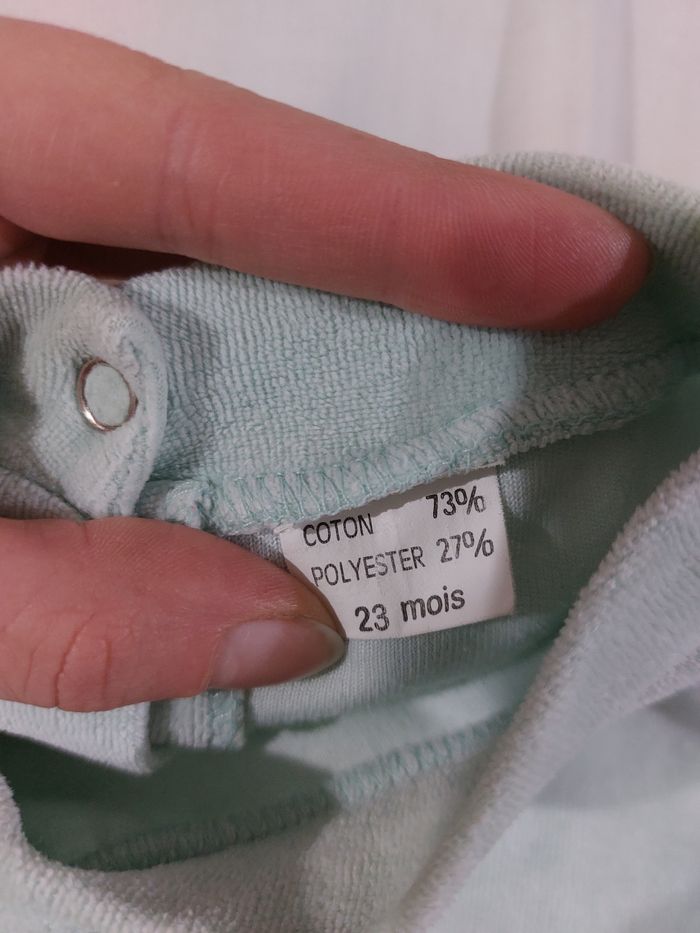 COTON 73%
POLYESTER 27%
23 mois